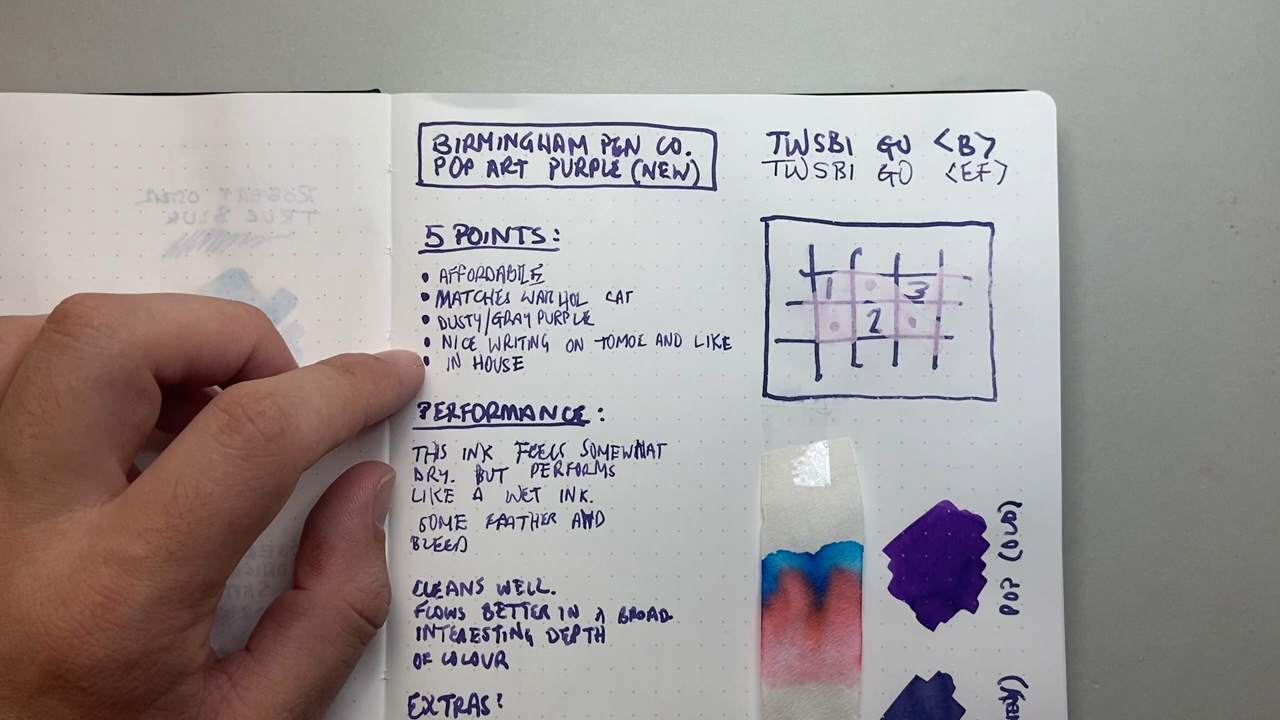 BIRMINGHAM PEN CO.
POP ART PURPLE (NEW)
TWSBI GO <B>
TWSBI GO <EF>
5 POINTS:
• AFFORDABLE
• MATCHES WARHOL CAT
• DUSTY/GRAY PURPLE
• NICE WRITING ON TOMOE AND LIKE
• IN HOUSE
1 3
2
PERFORMANCE:
THIS INK FEELS SOMEWHAT
DRY. BUT PERFORMS
LIKE A WET INK.
SOME FEATHER AND
BLEED
CLEANS WELL.
FLOWS BETTER IN A BROAD
INTERESTING DEPTH
OF COLOUR
EXTRAS:
POP (OLD)
ROBERT OSTER
TRUE BLUE